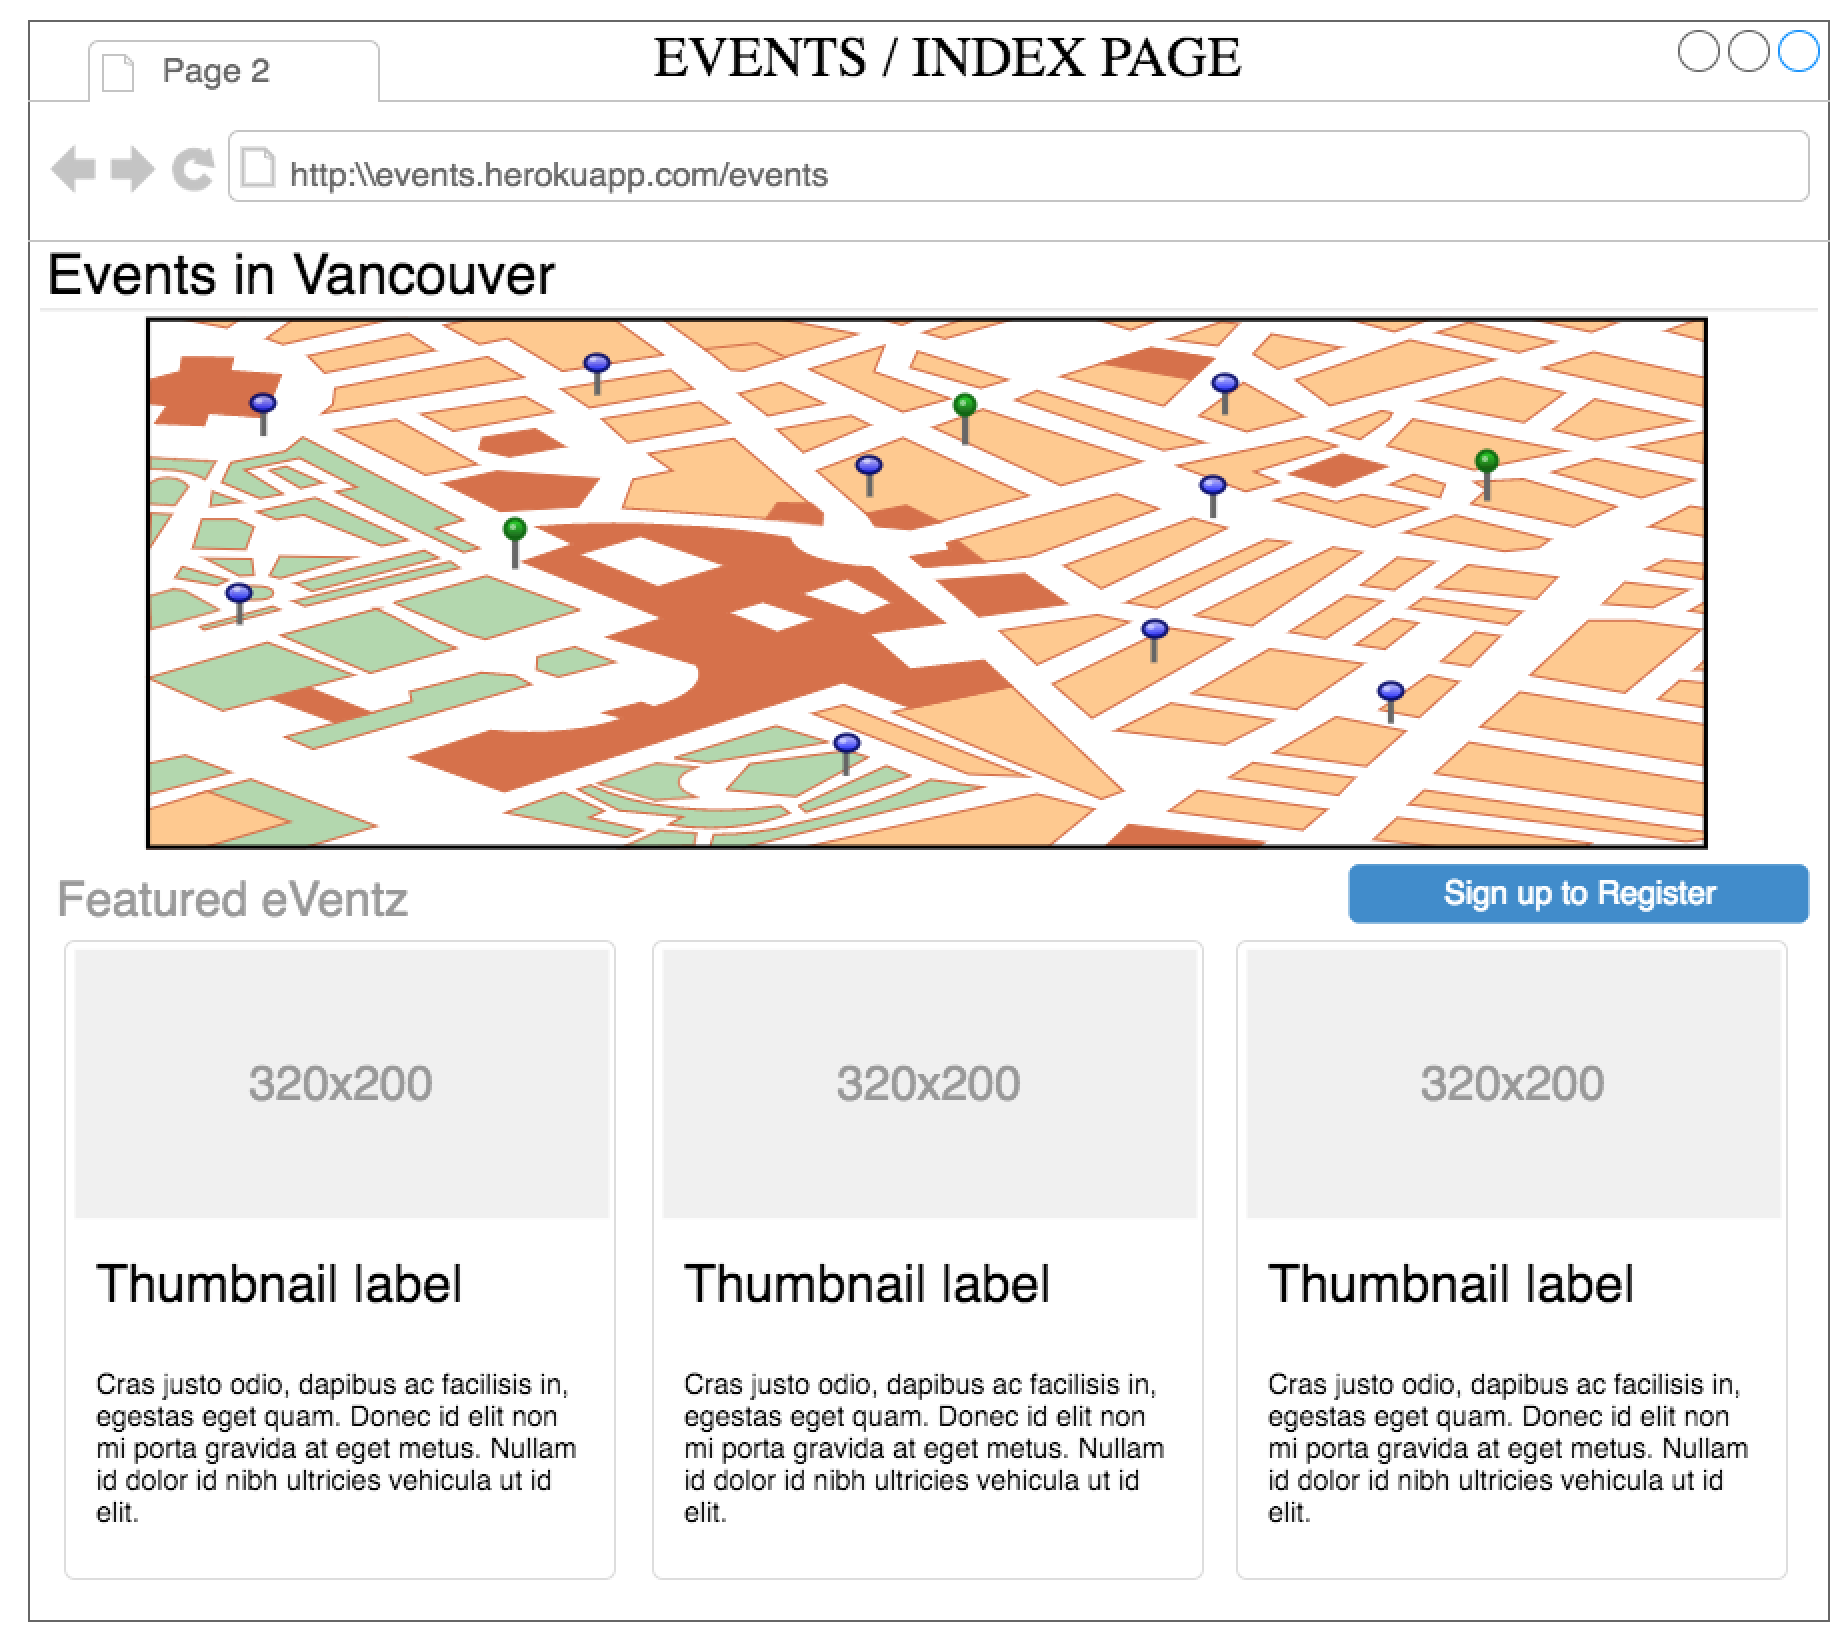 EVENTS / INDEX PAGE
Page 2
http:\\events.herokuapp.com/events
Events in Vancouver
Featured eVentz
Sign up to Register
320x200
Thumbnail label
Cras justo odio, dapibus ac facilisis in,
egestas eget quam. Donec id elit non
mi porta gravida at eget metus. Nullam
id dolor id nibh ultricies vehicula ut id
elit.
320x200
Thumbnail label
Cras justo odio, dapibus ac facilisis in,
egestas eget quam. Donec id elit non
mi porta gravida at eget metus. Nullam
id dolor id nibh ultricies vehicula ut id
elit.
320x200
Thumbnail label
Cras justo odio, dapibus ac facilisis in,
egestas eget quam. Donec id elit non
mi porta gravida at eget metus. Nullam
id dolor id nibh ultricies vehicula ut id
elit.